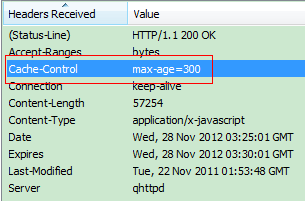 Headers Received Value
(Status-Line) HTTP/1.1 200 OK
Accept-Ranges bytes
Cache-Control max-age=300
Connection keep-alive
Content-Length 57254
Content-Type application/x-javascript
Date Wed, 28 Nov 2012 03:25:01 GMT
Expires Wed, 28 Nov 2012 03:30:01 GMT
Last-Modified Tue, 22 Nov 2011 01:53:48 GMT
Server qhttpd